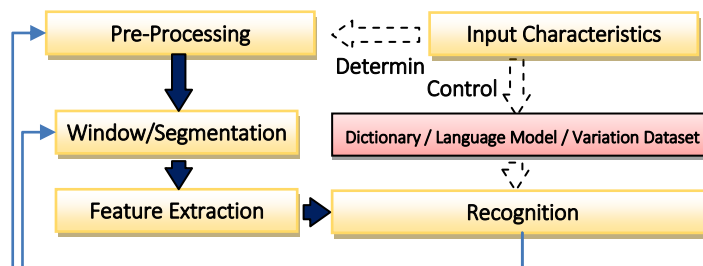 Pre-Processing
Input Characteristics
Determin
Control
Window/Segmentation
Dictionary / Language Model / Variation Dataset
Feature Extraction
Recognition